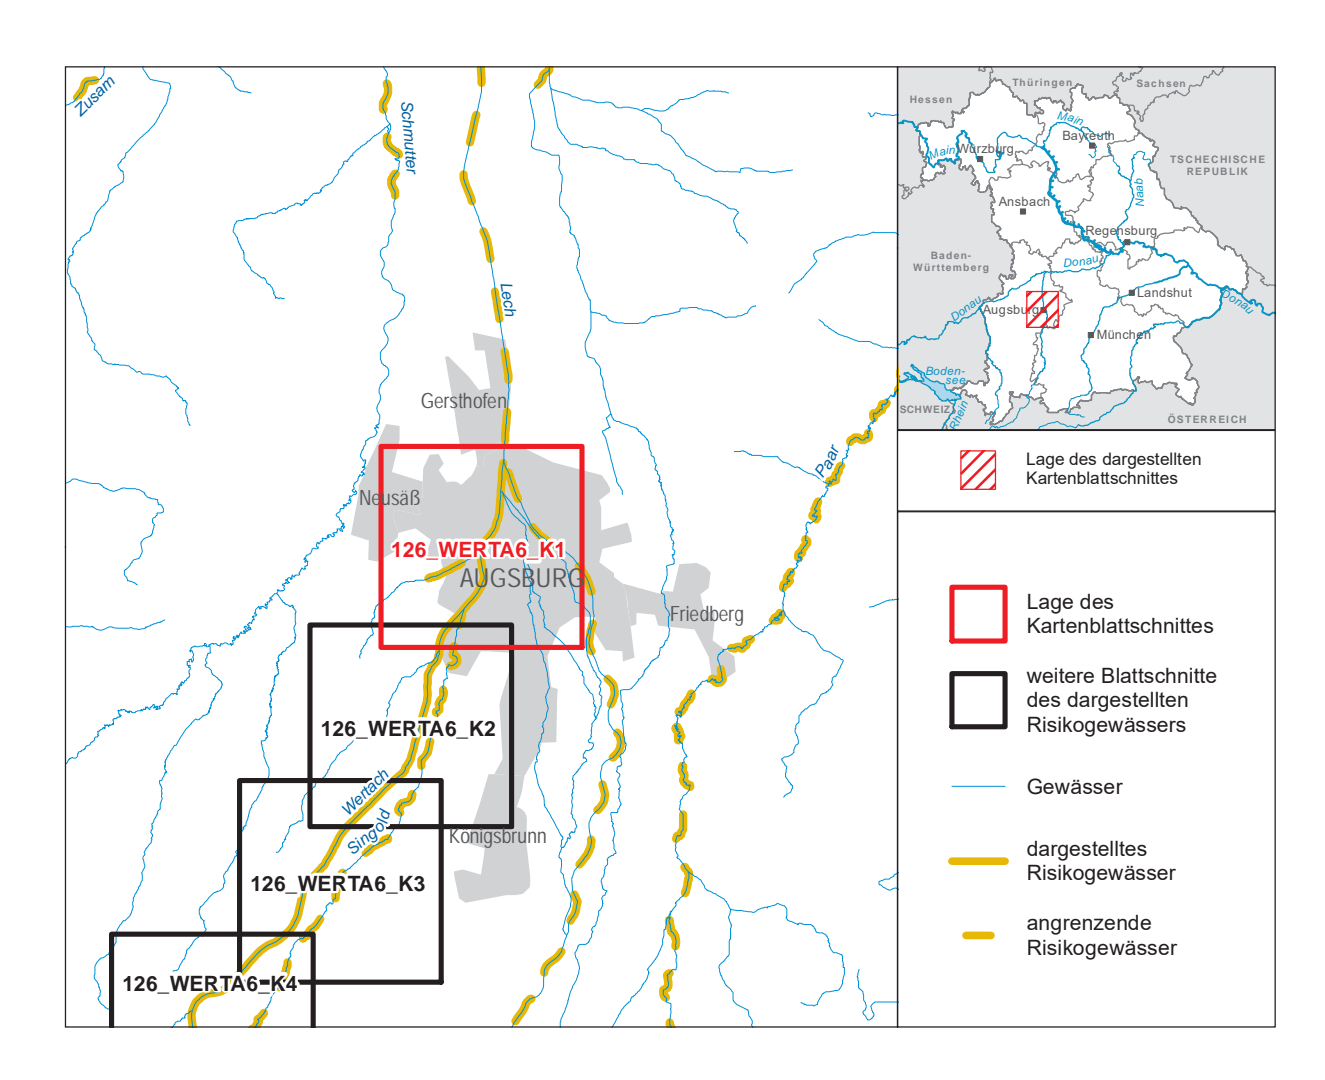 Zusam
Schmutter
Lech
Gersthofen
Neusäß
126_WERTA6_K1
AUGSBURG
Friedberg
Paar
126_WERTA6_K2
Wertach
Singold
Königsbrunn
126_WERTA6_K3
126_WERTA6_K4
Thüringen
Sachsen
Hessen
Main
Bayreuth
Main
Würzburg
TSCHECHISCHE
REPUBLIK
Naab
Ansbach
Regensburg
Baden-
Württemberg
Donau
Donau
Augsburg
Landshut
Donau
München
Boden-
see
SCHWEIZ
Rhein
ÖSTERREICH
Lage des dargestellten
Kartenblattschnittes
Lage des
Kartenblattschnittes
weitere Blattschnitte
des dargestellten
Risikogewässers
Gewässer
dargestelltes
Risikogewässer
angrenzende
Risikogewässer